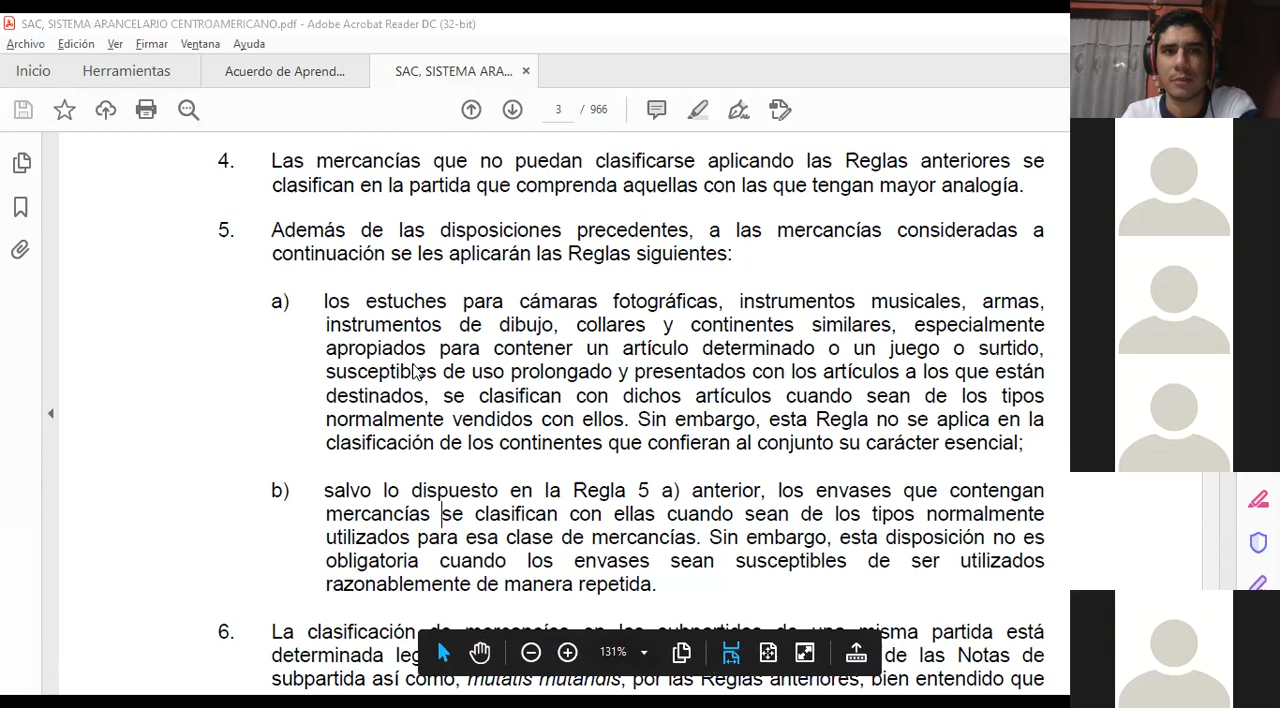 SAC, SISTEMA ARANCELARIO CENTROAMERICANO.pdf - Adobe Acrobat Reader DC (32-bit)
Archivo Edición Ver Firmar Ventana Ayuda
Inicio Herramientas Acuerdo de Aprend... SAC, SISTEMA ARA... ×
3 / 966
4. Las mercancías que no puedan clasificarse aplicando las Reglas anteriores se
clasifican en la partida que comprenda aquellas con las que tengan mayor analogía.
5. Además de las disposiciones precedentes, a las mercancías consideradas a
continuación se les aplicarán las Reglas siguientes:
a) los estuches para cámaras fotográficas, instrumentos musicales, armas,
instrumentos de dibujo, collares y continentes similares, especialmente
apropiados para contener un artículo determinado o un juego o surtido,
susceptibles de uso prolongado y presentados con los artículos a los que están
destinados, se clasifican con dichos artículos cuando sean de los tipos
normalmente vendidos con ellos. Sin embargo, esta Regla no se aplica en la
clasificación de los continentes que confieran al conjunto su carácter esencial;
b) salvo lo dispuesto en la Regla 5 a) anterior, los envases que contengan
mercancías se clasifican con ellas cuando sean de los tipos normalmente
utilizados para esa clase de mercancías. Sin embargo, esta disposición no es
obligatoria cuando los envases sean susceptibles de ser utilizados
razonablemente de manera repetida.
6. La clasificación de mercancías en las subpartidas de una misma partida está
determinada de las Notas de
subpartida así como, mutatis mutandis, por las Reglas anteriores, bien entendido que
131%